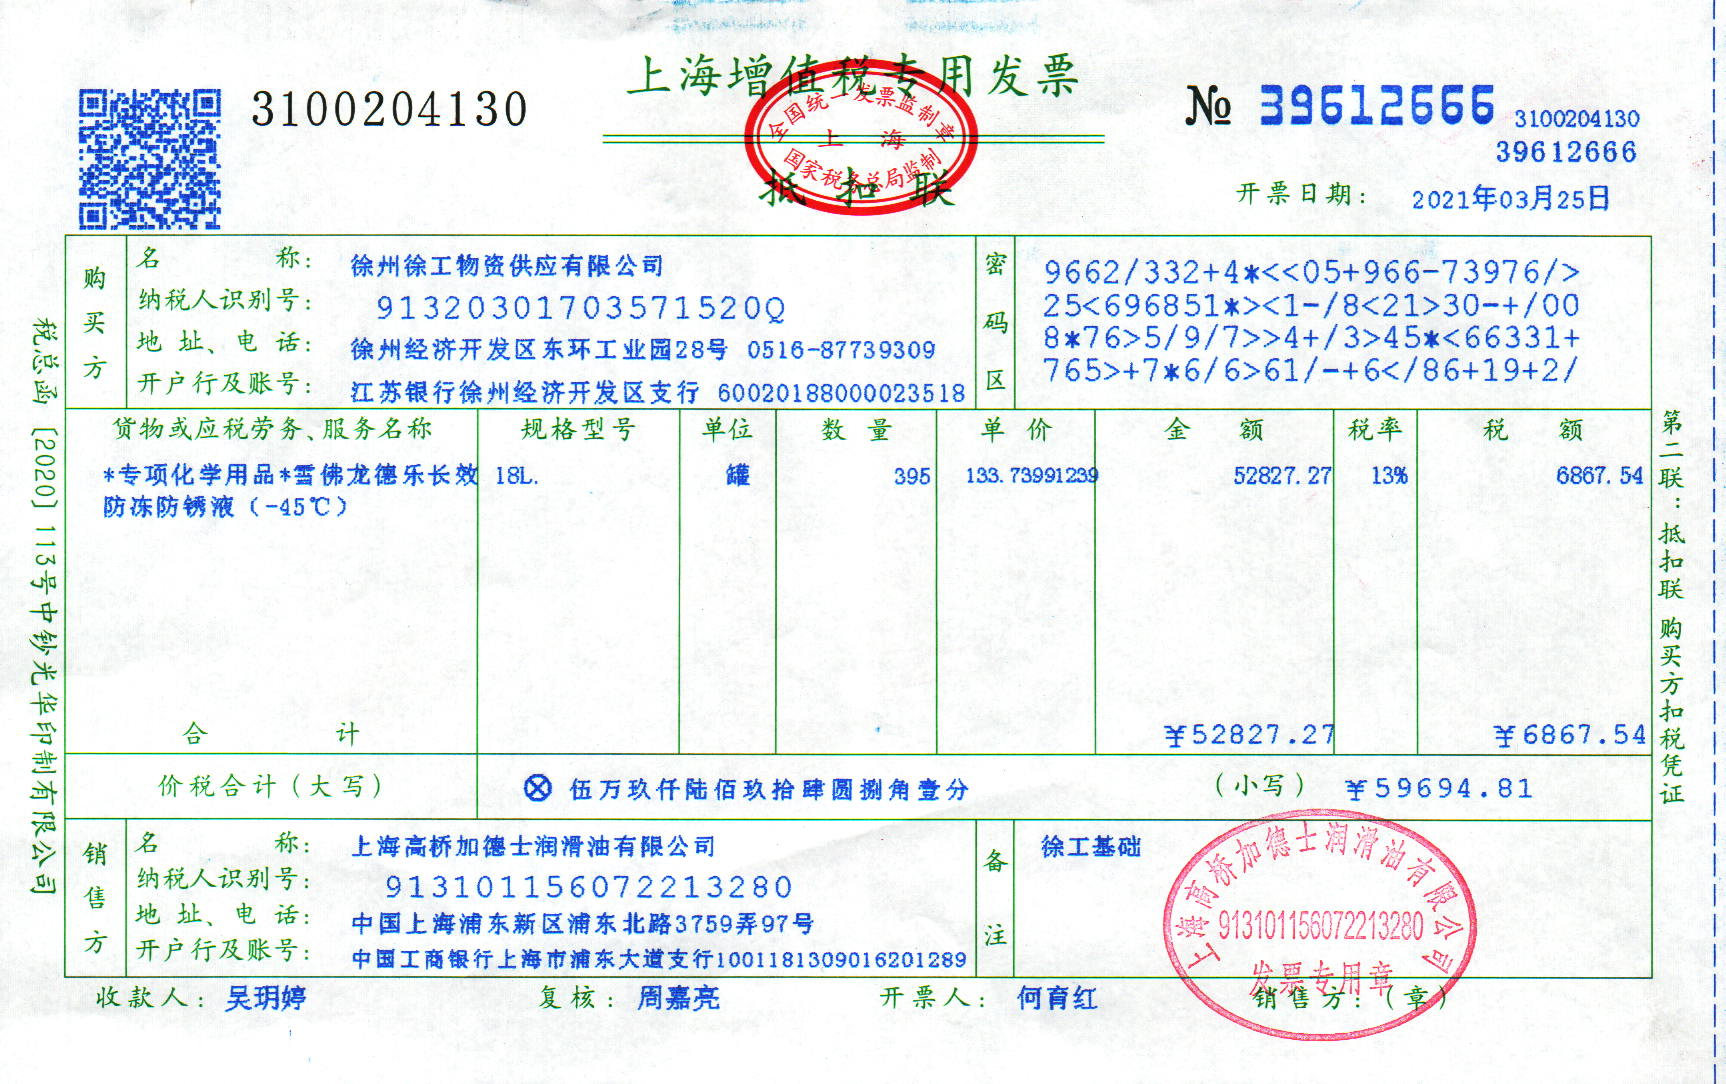 上海增值税专用发票
3100204130
№ 39612666 3100204130
39612666
全国统一发票监制章
上海
国家税务总局监制
抵扣联
开票日期： 2021年03月25日
税总函〔2020〕113号中钞光华印制有限公司
购买方
名称： 徐州徐工物资供应有限公司
纳税人识别号： 91320301703571520Q
地址、电话： 徐州经济开发区东环工业园28号 0516-87739309
开户行及账号： 江苏银行徐州经济开发区支行 60020188000023518
密码区
9662/332+4*<<05+966-73976/>
25<696851*><1-/8<21>30-+/00
8*76>5/9/7>>4+/3>45*<66331+
765>+7*6/6>61/-+6</86+19+2/
货物或应税劳务、服务名称 规格型号 单位 数量 单价 金额 税率 税额
*专项化学用品*雪佛龙德乐长效 18L. 罐 395 133.73991239 52827.27 13% 6867.54
防冻防锈液（-45℃）
合计 ¥52827.27 ¥6867.54
价税合计（大写） ⊗ 伍万玖仟陆佰玖拾肆圆捌角壹分 （小写） ¥59694.81
销售方
名称： 上海高桥加德士润滑油有限公司
纳税人识别号： 913101156072213280
地址、电话： 中国上海浦东新区浦东北路3759弄97号
开户行及账号： 中国工商银行上海市浦东大道支行1001181309016201289
备注
徐工基础
上海高桥加德士润滑油有限公司
913101156072213280
发票专用章
收款人： 吴玥婷 复核： 周嘉亮 开票人： 何育红 销售方：（章）
第二联：抵扣联 购买方扣税凭证